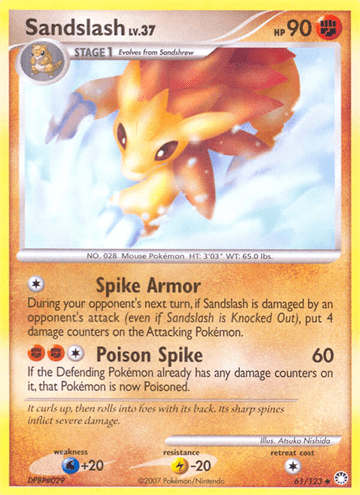 Sandslash LV.37 HP 90
STAGE 1 Evolves from Sandshrew
NO. 028 Mouse Pokémon HT: 3'03" WT: 65.0 lbs.
Spike Armor
During your opponent's next turn, if Sandslash is damaged by an
opponent's attack (even if Sandslash is Knocked Out), put 4
damage counters on the Attacking Pokémon.
Poison Spike 60
If the Defending Pokémon already has any damage counters on
it, that Pokémon is now Poisoned.
It curls up, then rolls into foes with its back. Its sharp spines
inflict severe damage.
Illus. Atsuko Nishida
weakness resistance retreat cost
+20 -20
DPBP#029 ©2007 Pokémon/Nintendo 61/123